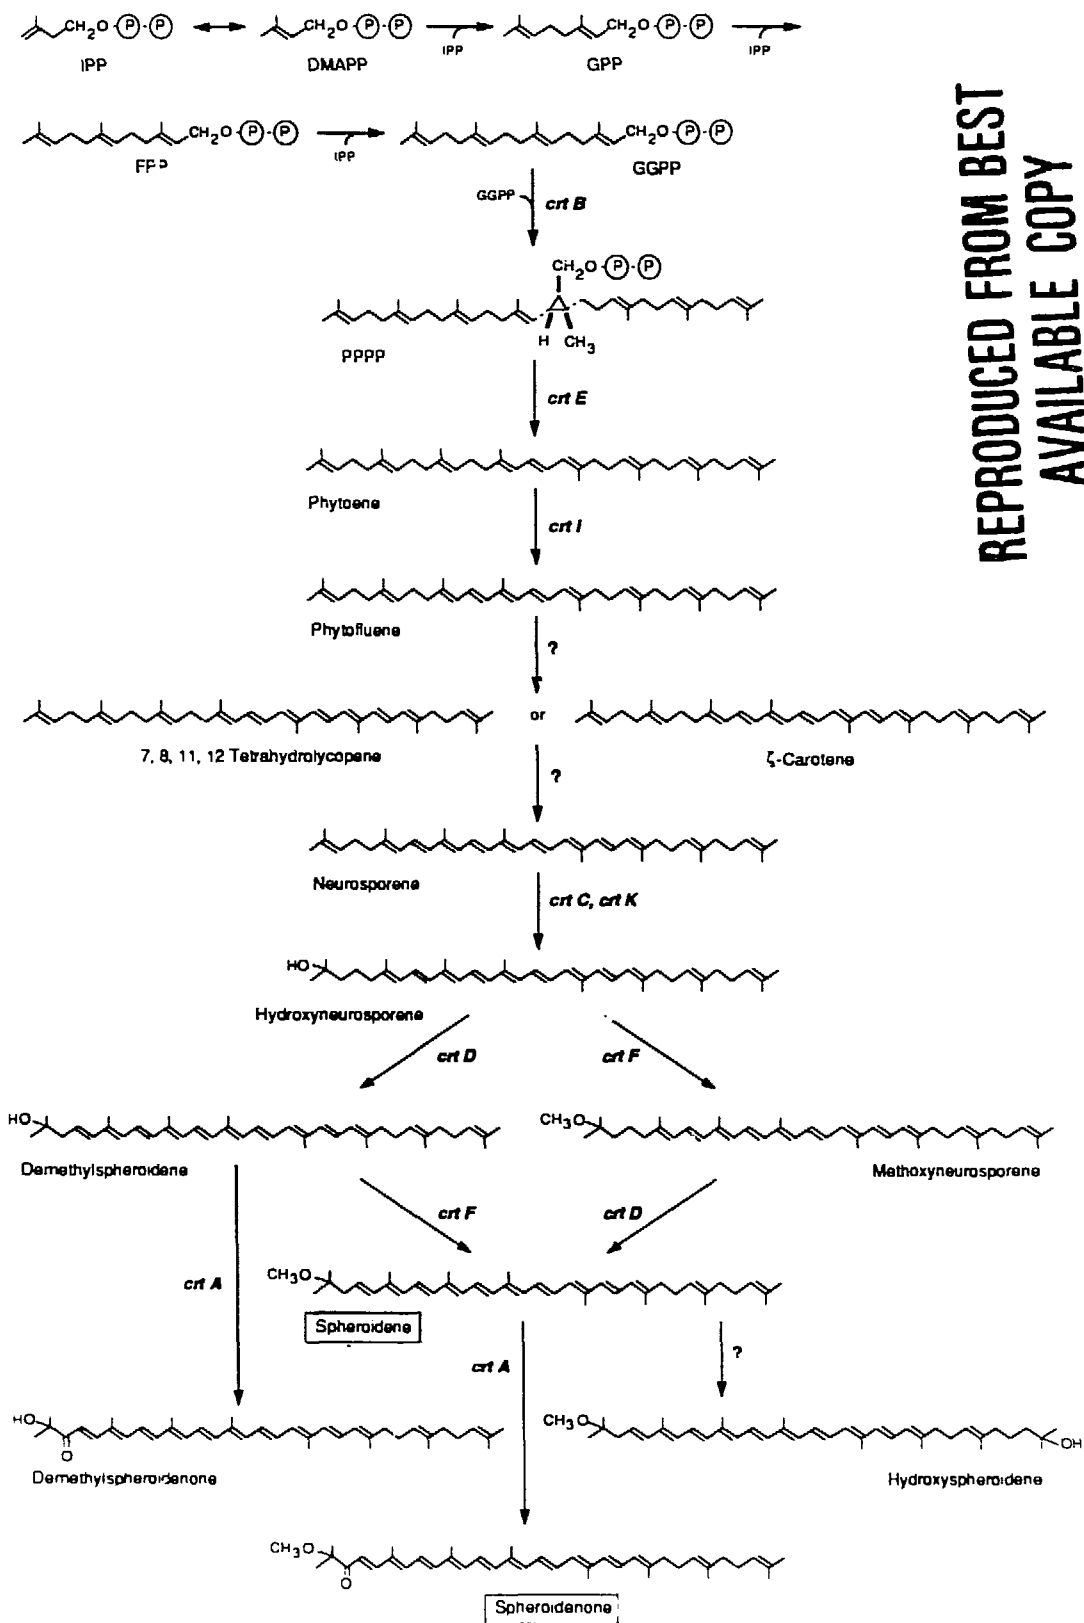 CH2O-P-P
CH2O-P-P
CH2O-P-P
IPP
IPP
IPP
DMAPP
GPP
CH2O-P-P
CH2O-P-P
IPP
FPP
GGPP
GGPP
crt B
CH2O-P-P
H
CH3
PPPP
crt E
Phytoene
crt I
Phytofluene
?
or
7, 8, 11, 12 Tetrahydrolycopene
ζ-Carotene
?
Neurosporene
crt C, crt K
HO
Hydroxyneurosporene
crt D
crt F
HO
CH3O
Demethylspheroidene
Methoxyneurosporene
crt F
crt D
crt A
CH3O
Spheroidene
crt A
?
HO
O
CH3O
OH
Demethylspheroidenone
Hydroxyspheroidene
CH3O
O
Spheroidenone
REPRODUCED FROM BEST
AVAILABLE COPY